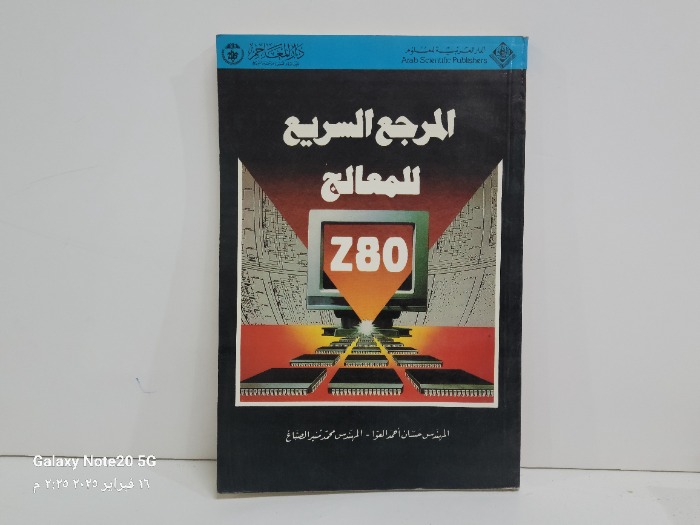 الدار العربية للعلوم
Arab Scientific Publishers
المرجع السريع
للمعالج
Z80
المهندس حسان أحمد القوا - المهندس محمد منير الصباغ
Galaxy Note20 5G
١٦ فبراير ٢٠٢٥ ٢:٢٥ م